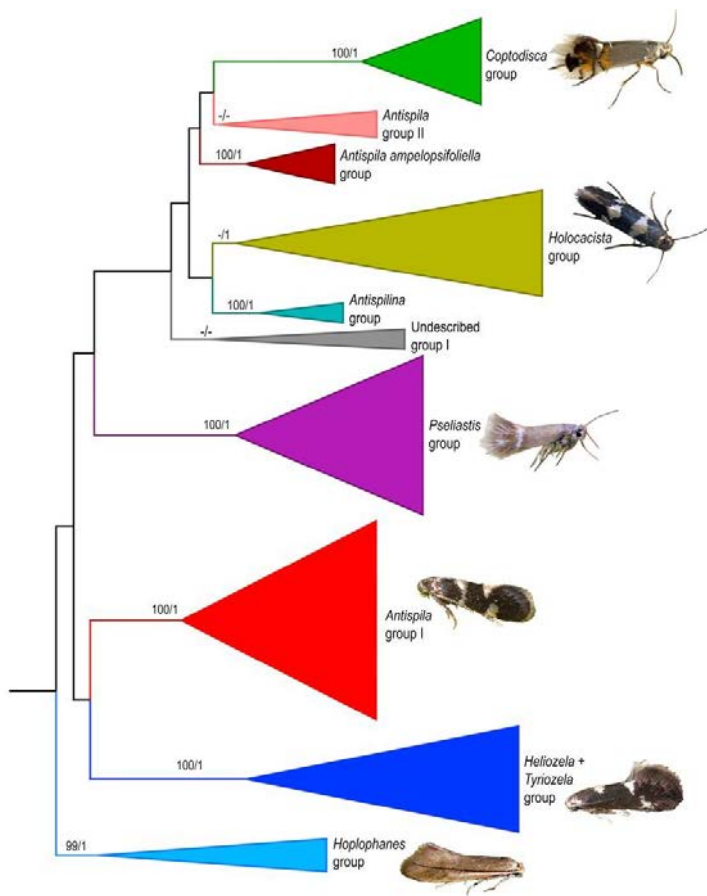 100/1
Coptodisca
group
-/-
Antispila
group II
100/1
Antispila ampelopsifoliella
group
-/1
Holocacista
group
100/1
Antispilina
group
-/-
Undescribed
group I
100/1
Pseliastis
group
100/1
Antispila
group I
100/1
Heliozela +
Tyriozela
group
99/1
Hoplophanes
group